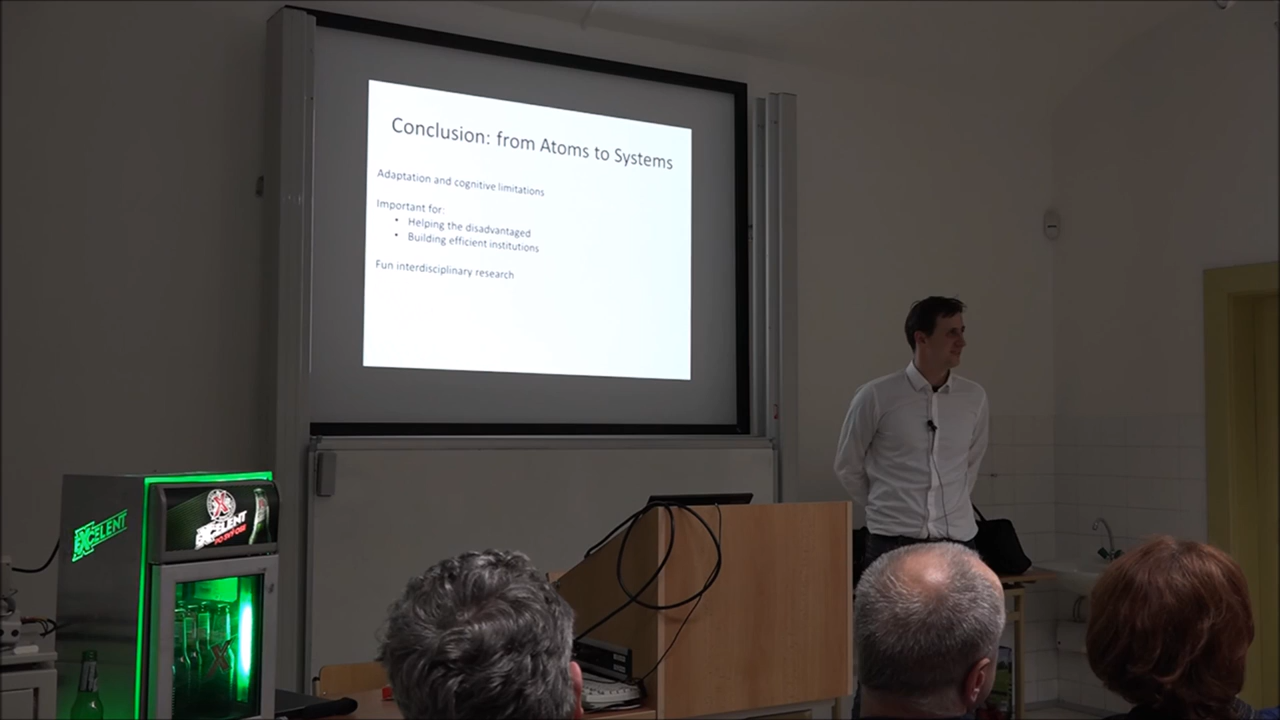 Conclusion: from Atoms to Systems
Adaptation and cognitive limitations
Important for:
• Helping the disadvantaged
• Building efficient institutions
Fun interdisciplinary research
EXCELENT
EXCELENT
X